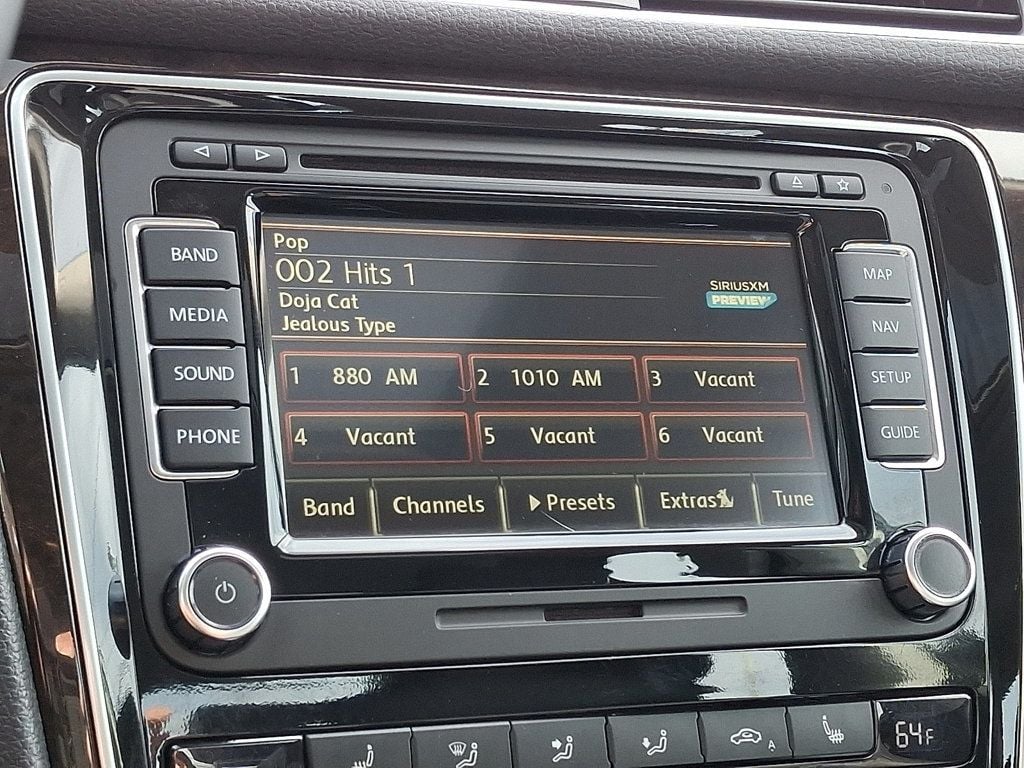 BAND
MEDIA
SOUND
PHONE
Pop
002 Hits 1
Doja Cat
Jealous Type
SIRIUSXM
PREVIEW
1 880 AM
2 1010 AM
3 Vacant
4 Vacant
5 Vacant
6 Vacant
Band
Channels
Presets
Extras
Tune
MAP
NAV
SETUP
GUIDE
A
64F